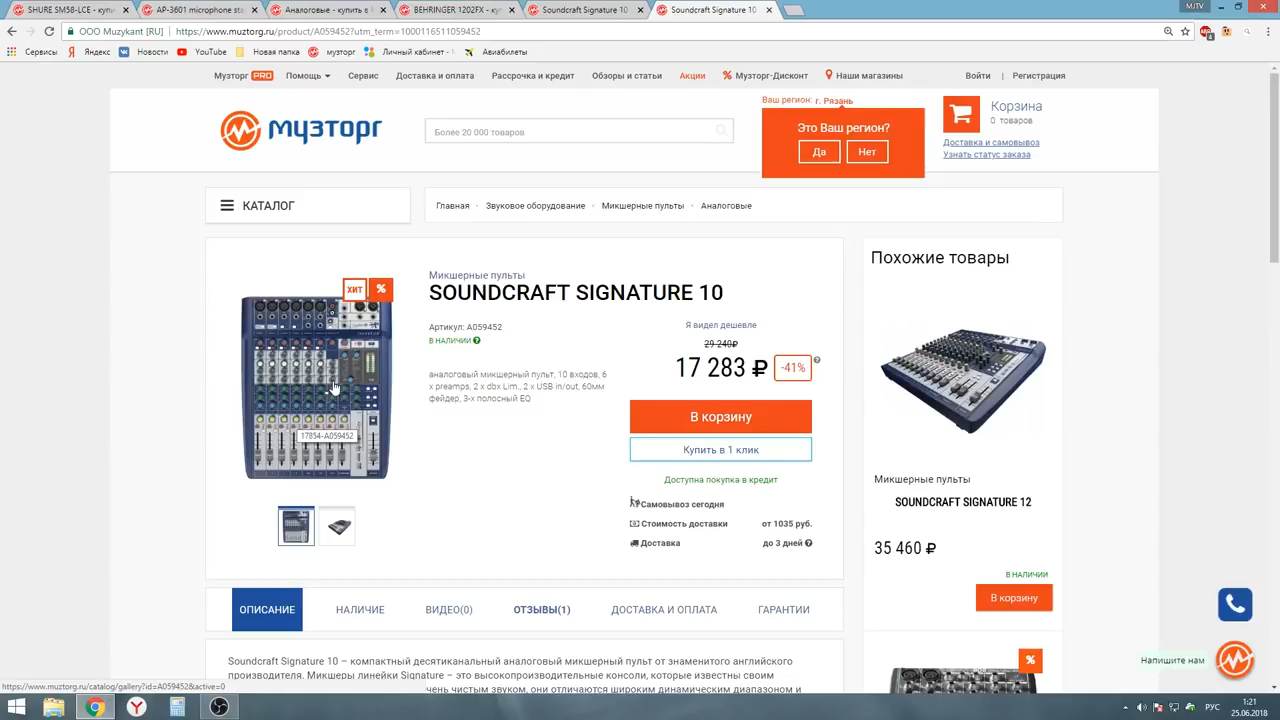 SHURE SM58-LCE - куп
AP-3601 microphone sta
Аналоговые - купить в
BEHRINGER 1202FX - куп
Soundcraft Signature 10
Soundcraft Signature 10
MJTV
ООО Muzykant [RU]
https://www.muztorg.ru/product/A059452?utm_term=1000116511059452
Сервисы
Яндекс
Новости
YouTube
Новая папка
музторг
Личный кабинет -
Авиабилеты
Музторг PRO
Помощь
Сервис
Доставка и оплата
Рассрочка и кредит
Обзоры и статьи
Акции
% Музторг-Дисконт
Наши магазины
Войти
Регистрация
музторг
Более 20 000 товаров
Ваш регион: г. Рязань
Это Ваш регион?
Да
Нет
Корзина
0 товаров
Доставка и самовывоз
Узнать статус заказа
КАТАЛОГ
Главная
Звуковое оборудование
Микшерные пульты
Аналоговые
ХИТ
%
17854-A059452
Микшерные пульты
SOUNDCRAFT SIGNATURE 10
Артикул: A059452
В НАЛИЧИИ
аналоговый микшерный пульт, 10 входов, 6
x preamps, 2 x dbx Lim., 2 x USB in/out, 60мм
фейдер, 3-х полосный EQ
Я видел дешевле
29 240₽
17 283 ₽
-41%
В корзину
Купить в 1 клик
Доступна покупка в кредит
Самовывоз сегодня
Стоимость доставки от 1035 руб.
Доставка до 3 дней
Похожие товары
Микшерные пульты
SOUNDCRAFT SIGNATURE 12
35 460 ₽
В НАЛИЧИИ
В корзину
%
ОПИСАНИЕ
НАЛИЧИЕ
ВИДЕО(0)
ОТЗЫВЫ(1)
ДОСТАВКА И ОПЛАТА
ГАРАНТИИ
Soundcraft Signature 10 – компактный десятиканальный аналоговый микшерный пульт от знаменитого английского
производителя. Микшеры линейки Signature – это высокопрочные консоли, которые известны своим
чень чистым звуком, они отличаются широким динамическим диапазоном и
Напишите нам
https://www.muztorg.ru/catalog/gallery?id=A059452&active=0
РУС
1:21
25.06.2018